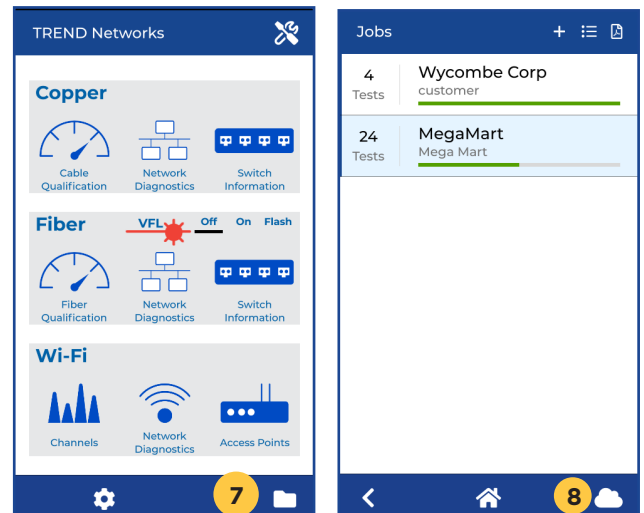 TREND Networks
Copper
Cable
Qualification
Network
Diagnostics
Switch
Information
Fiber
VFL
Off
On
Flash
Fiber
Qualification
Network
Diagnostics
Switch
Information
Wi-Fi
Channels
Network
Diagnostics
Access Points
7
Jobs
4
Tests
Wycombe Corp
customer
24
Tests
MegaMart
Mega Mart
8